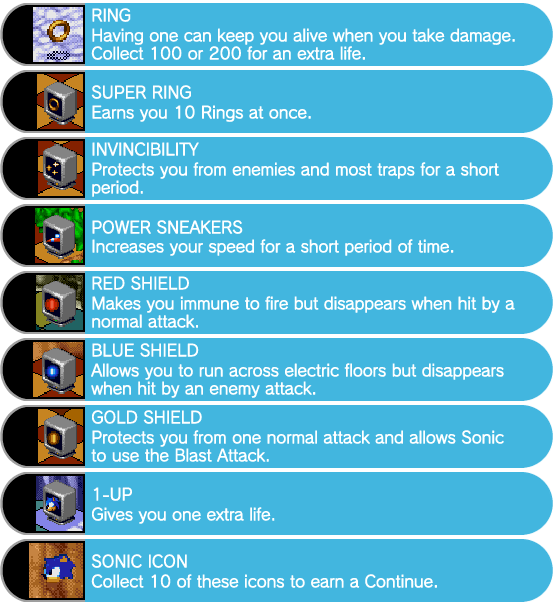 RING
Having one can keep you alive when you take damage.
Collect 100 or 200 for an extra life.
SUPER RING
Earns you 10 Rings at once.
INVINCIBILITY
Protects you from enemies and most traps for a short
period.
POWER SNEAKERS
Increases your speed for a short period of time.
RED SHIELD
Makes you immune to fire but disappears when hit by a
normal attack.
BLUE SHIELD
Allows you to run across electric floors but disappears
when hit by an enemy attack.
GOLD SHIELD
Protects you from one normal attack and allows Sonic
to use the Blast Attack.
1-UP
Gives you one extra life.
SONIC ICON
Collect 10 of these icons to earn a Continue.